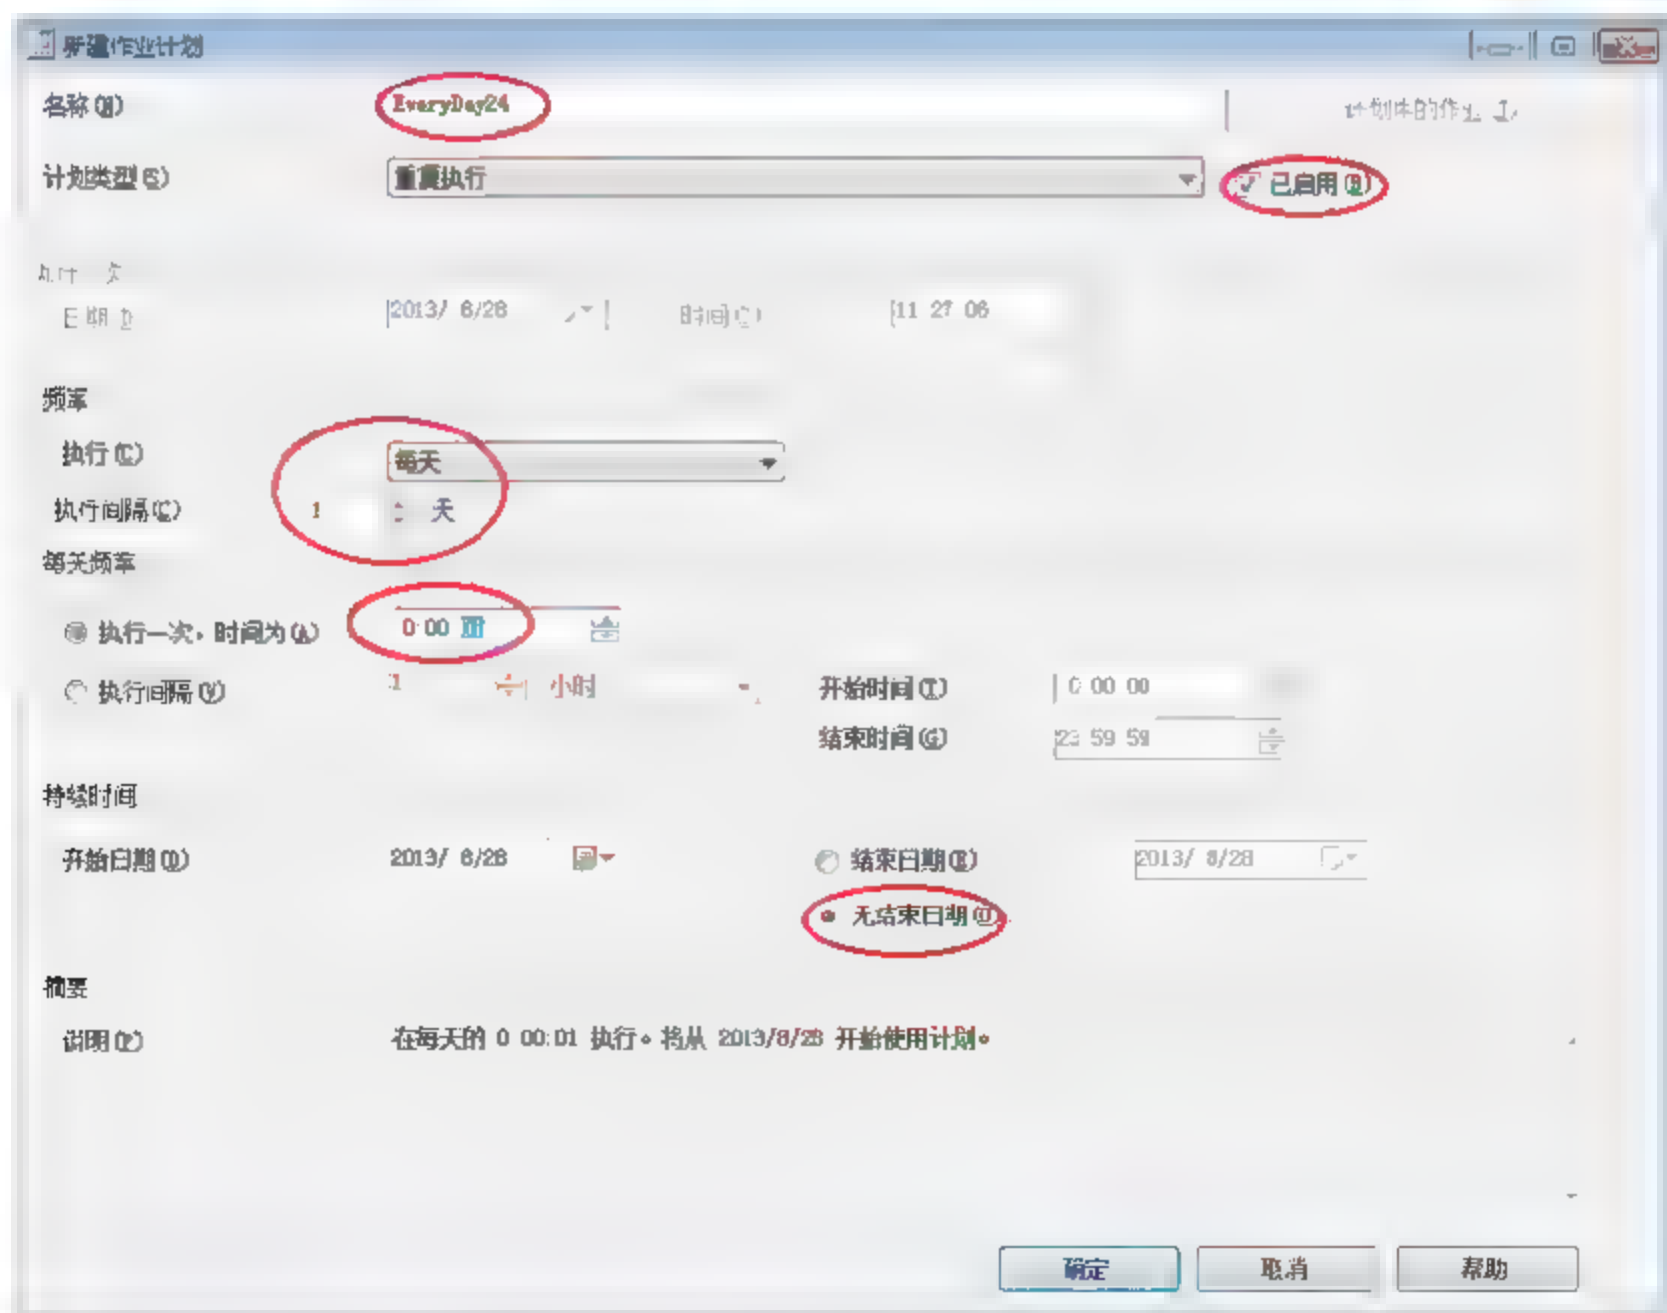 新建作业计划
名称(N) EveryDay24
计划类型(S) 重复执行 已启用(B)
日期 2013/ 8/28 时间 11 27 06
频率
执行(C) 每天
执行间隔(C) 1 天
每天频率
执行一次，时间为(A) 0:00
执行间隔(V) 1 小时 开始时间(T) 0 00 00
结束时间(G) 23 59 59
持续时间
开始日期(D) 2013/ 8/28 结束日期(E) 2013/ 8/28
无结束日期(O)
摘要
说明(P) 在每天的 0 00:01 执行。将从 2013/8/28 开始使用计划。
确定 取消 帮助